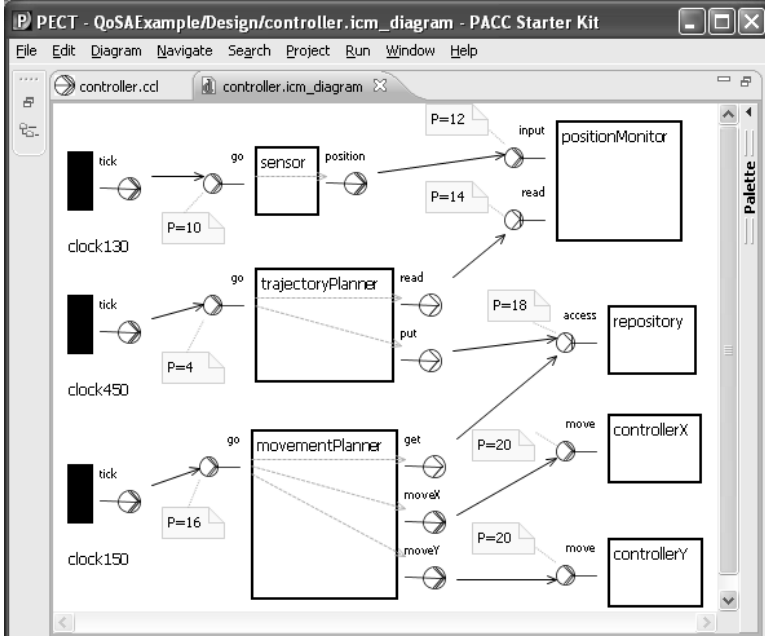 PECT - QoSAExample/Design/controller.icm_diagram - PACC Starter Kit
File Edit Diagram Navigate Search Project Run Window Help
controller.ccl controller.icm_diagram
Palette
P=12
input
positionMonitor
tick
go
sensor
position
read
P=14
P=10
clock130
tick
go
trajectoryPlanner
read
put
P=18
access
repository
P=4
clock450
tick
go
movementPlanner
get
P=20
move
controllerX
moveX
P=16
moveY
P=20
move
controllerY
clock150